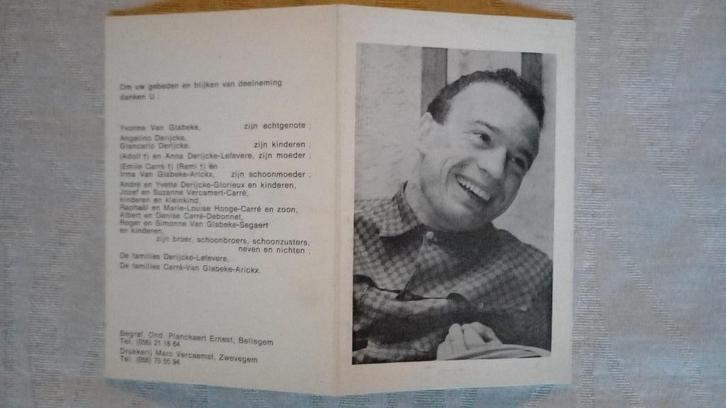 Om uw gebeden en blijken van deelneming
danken U :
Yvonne Van Glabeke, zijn echtgenote ;
Angelino Derijcke,
Giancarlo Derijcke, zijn kinderen ;
(Adolf †) en Anna Derijcke-Lefevere, zijn moeder ;
(Emile Carré †) (Remi †) en
Irma Van Glabeke-Arickx, zijn schoonmoeder ;
André en Yvette Derijcke-Glorieux en kinderen,
Jozef en Suzanne Vercamert-Carré,
kinderen en kleinkind,
Raphaël en Marie-Louise Hooge-Carré en zoon,
Albert en Denise Carré-Debonnet,
Roger en Simonne Van Glabeke-Segaert
en kinderen,
zijn broer, schoonbroers, schoonzusters,
neven en nichten ;
De families Derijcke-Lefevere,
De families Carré-Van Glabeke-Arickx.
Begraf. Ond. Planckaert Ernest, Bellegem
Tel. (056) 21 18 64
Drukkerij Marc Vercaemst, Zwevegem
Tel. (056) 75 55 94